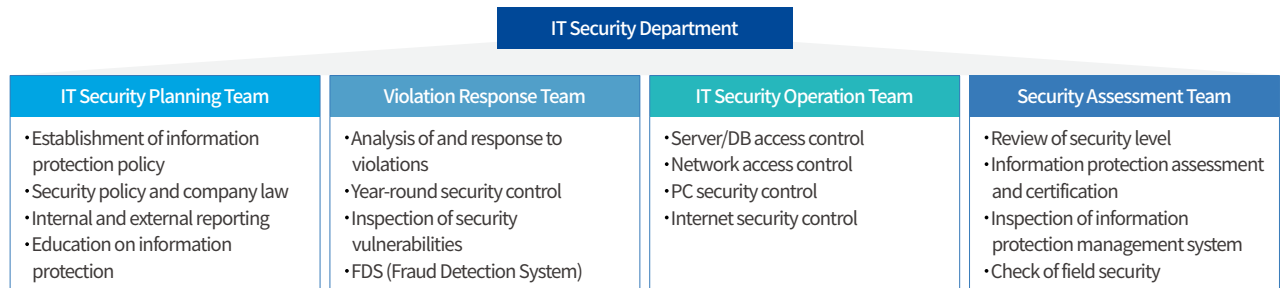 IT Security Department
IT Security Planning Team
・Establishment of information
protection policy
・Security policy and company law
・Internal and external reporting
・Education on information
protection
Violation Response Team
・Analysis of and response to
violations
・Year-round security control
・Inspection of security
vulnerabilities
・FDS (Fraud Detection System)
IT Security Operation Team
・Server/DB access control
・Network access control
・PC security control
・Internet security control
Security Assessment Team
・Review of security level
・Information protection assessment
and certification
・Inspection of information
protection management system
・Check of field security